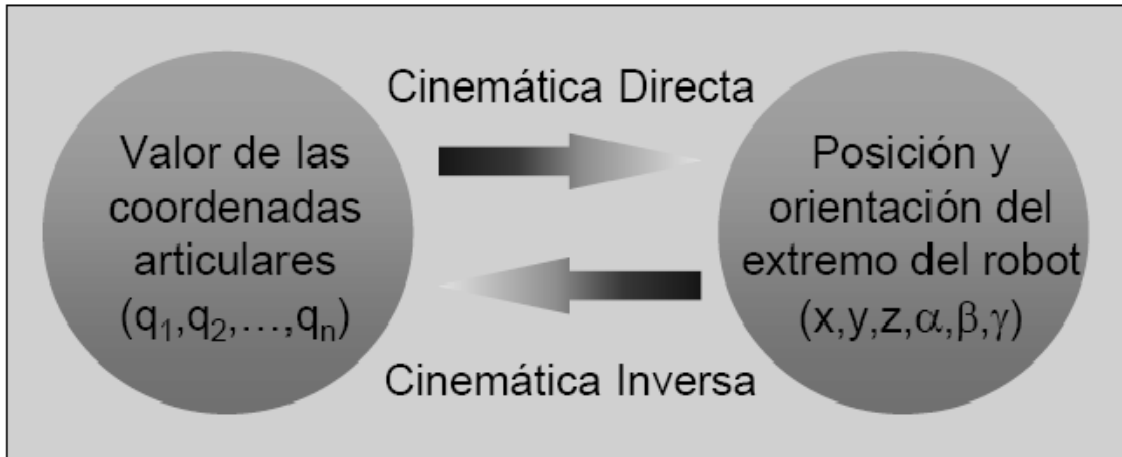 Cinemática Directa
Valor de las
coordenadas
articulares
(q₁,q₂,...,qₙ)
Posición y
orientación del
extremo del robot
(x,y,z,α,β,γ)
Cinemática Inversa